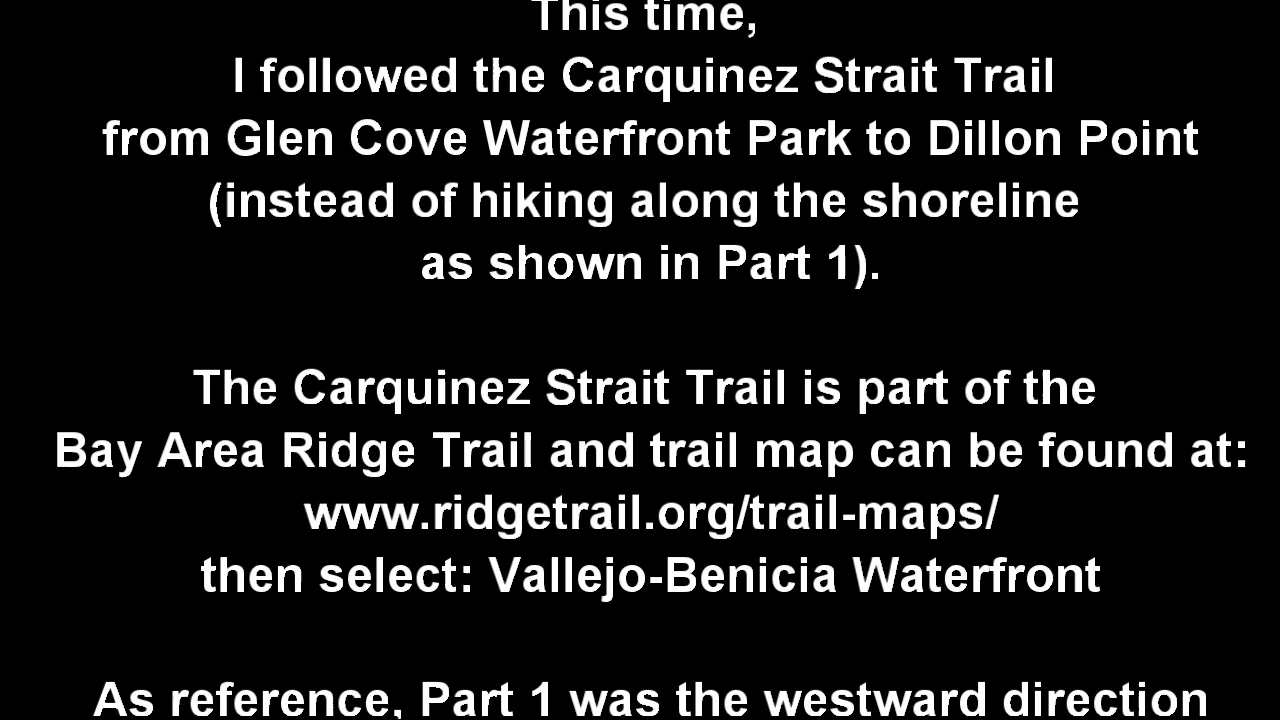 This time,
I followed the Carquinez Strait Trail
from Glen Cove Waterfront Park to Dillon Point
(instead of hiking along the shoreline
as shown in Part 1).
The Carquinez Strait Trail is part of the
Bay Area Ridge Trail and trail map can be found at:
www.ridgetrail.org/trail-maps/
then select: Vallejo-Benicia Waterfront
As reference, Part 1 was the westward direction